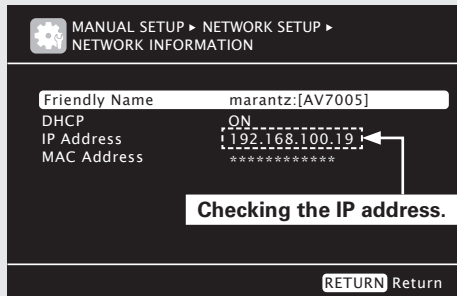 MANUAL SETUP ▸ NETWORK SETUP ▸
NETWORK INFORMATION
Friendly Name marantz:[AV7005]
DHCP ON
IP Address 192.168.100.19
MAC Address ************
Checking the IP address.
RETURN Return